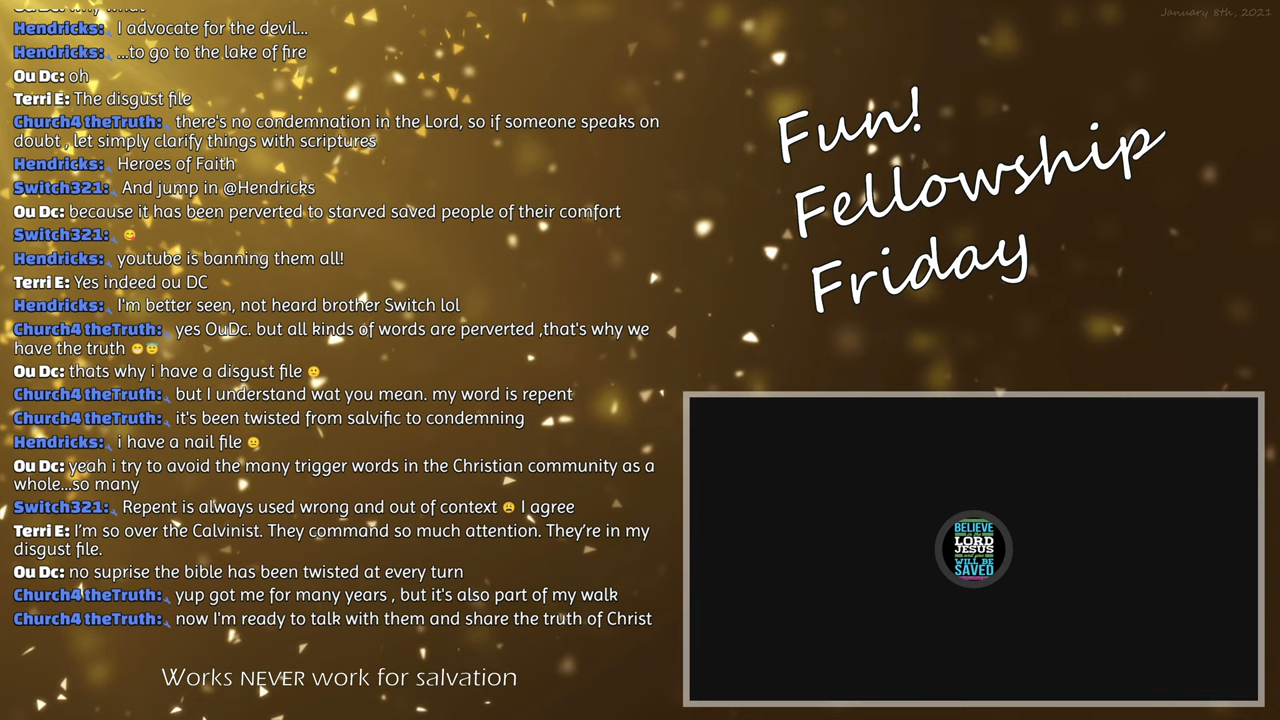 Ou Dc: why what
Hendricks: I advocate for the devil...
Hendricks: ...to go to the lake of fire
Ou Dc: oh
Terri E: The disgust file
Church4 theTruth: there's no condemnation in the Lord, so if someone speaks on
doubt , let simply clarify things with scriptures
Hendricks: Heroes of Faith
Switch321: And jump in @Hendricks
Ou Dc: because it has been perverted to starved saved people of their comfort
Switch321: 😋
Hendricks: youtube is banning them all!
Terri E: Yes indeed ou DC
Hendricks: I'm better seen, not heard brother Switch lol
Church4 theTruth: yes OuDc. but all kinds of words are perverted ,that's why we
have the truth 😁😇
Ou Dc: thats why i have a disgust file 🙂
Church4 theTruth: but I understand wat you mean. my word is repent
Church4 theTruth: it's been twisted from salvific to condemning
Hendricks: i have a nail file 😐
Ou Dc: yeah i try to avoid the many trigger words in the Christian community as a
whole...so many
Switch321: Repent is always used wrong and out of context 😩 I agree
Terri E: I'm so over the Calvinist. They command so much attention. They're in my
disgust file.
Ou Dc: no suprise the bible has been twisted at every turn
Church4 theTruth: yup got me for many years , but it's also part of my walk
Church4 theTruth: now I'm ready to talk with them and share the truth of Christ
Works NEVER work for salvation
January 8th, 2021
Fun!
Fellowship
Friday
BELIEVE
LORD
JESUS
WILL BE
SAVED